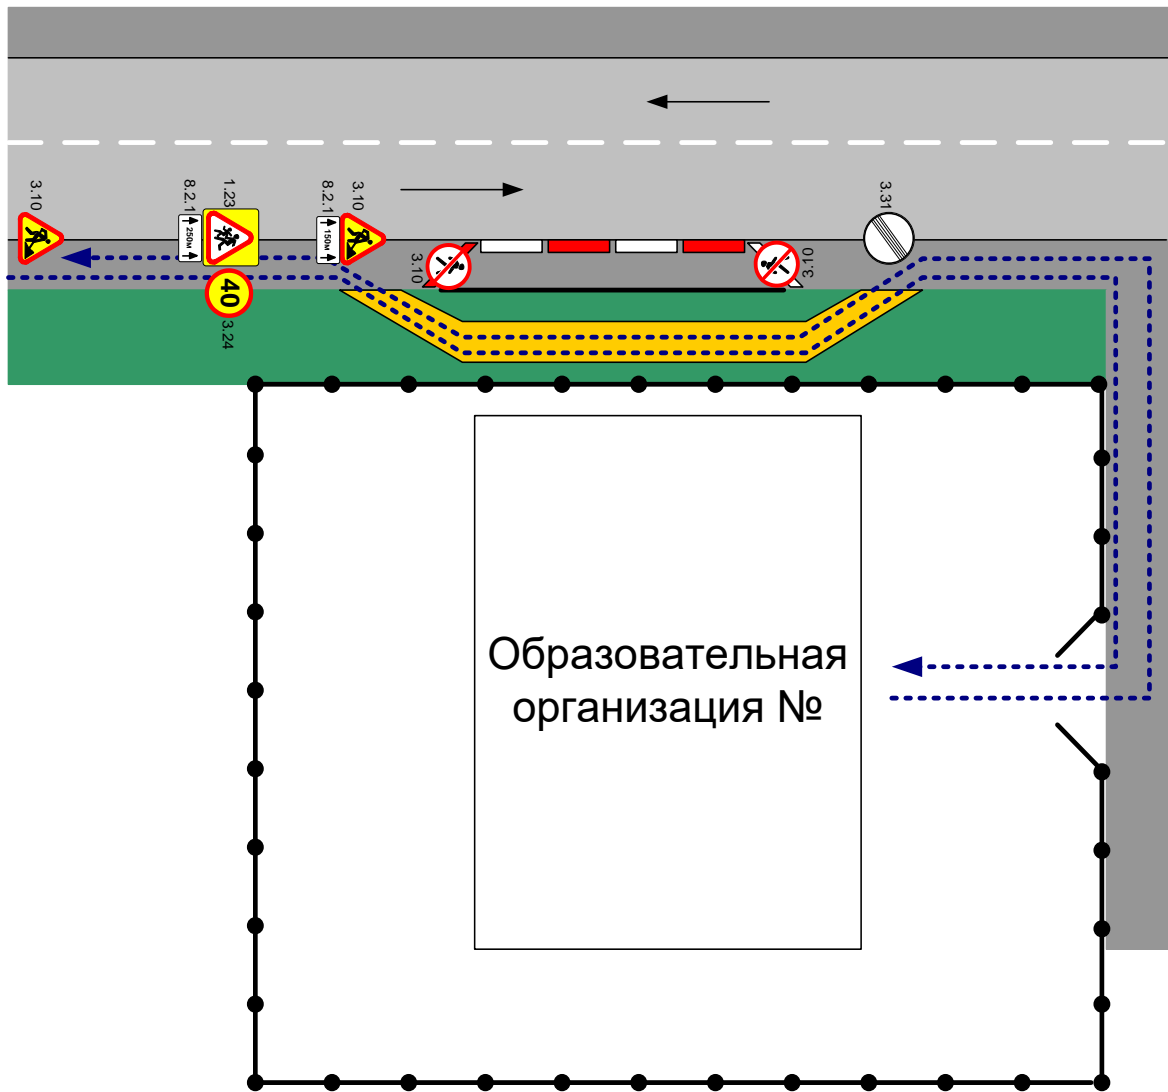 3.10
8.2.1
250м
1.23
40
3.24
8.2.1
150м
3.10
3.10
3.10
3.31
Образовательная
организация №